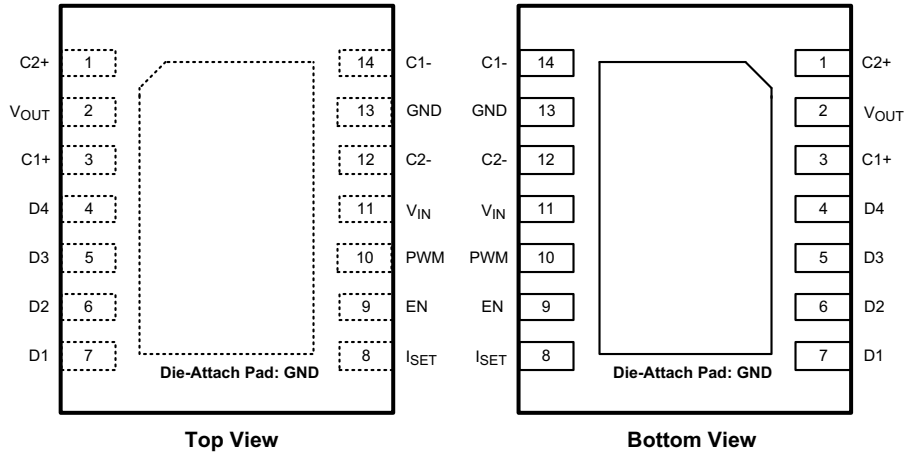 C2+ 1 14 C1- C1- 14 1 C2+
VOUT 2 13 GND GND 13 2 VOUT
C1+ 3 12 C2- C2- 12 3 C1+
D4 4 11 VIN VIN 11 4 D4
D3 5 10 PWM PWM 10 5 D3
D2 6 9 EN EN 9 6 D2
D1 7 8 ISET ISET 8 7 D1
Die-Attach Pad: GND Die-Attach Pad: GND
Top View Bottom View